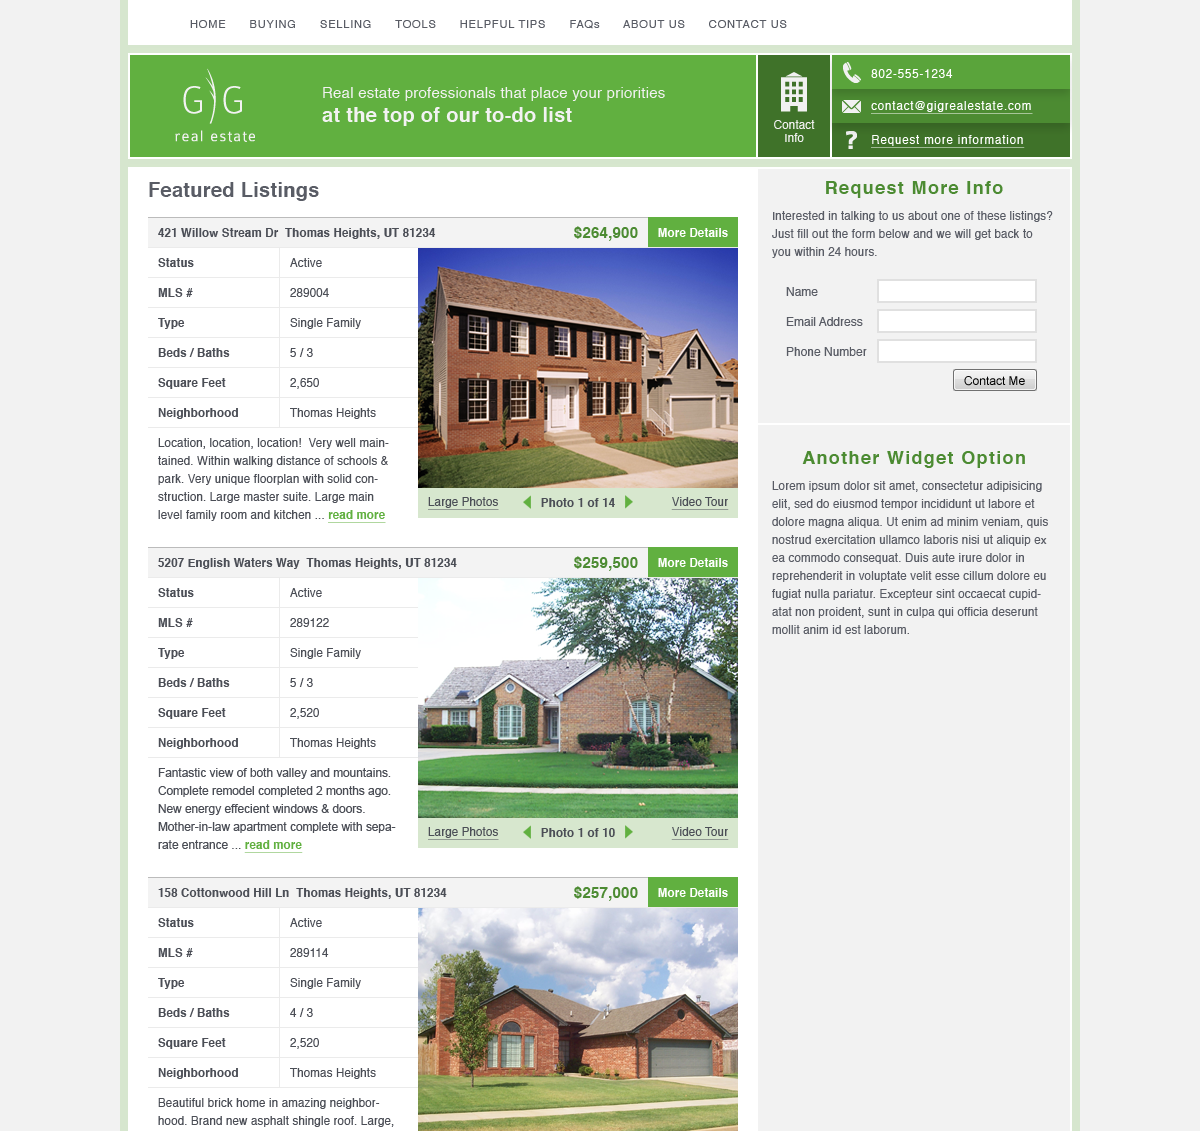 HOME BUYING SELLING TOOLS HELPFUL TIPS FAQs ABOUT US CONTACT US
GIG
real estate
Real estate professionals that place your priorities
at the top of our to-do list
Contact
Info
802-555-1234
contact@gigrealestate.com
? Request more information
Featured Listings
421 Willow Stream Dr Thomas Heights, UT 81234 $264,900 More Details
Status Active
MLS # 289004
Type Single Family
Beds / Baths 5 / 3
Square Feet 2,650
Neighborhood Thomas Heights
Location, location, location! Very well main-
tained. Within walking distance of schools &
park. Very unique floorplan with solid con-
struction. Large master suite. Large main
level family room and kitchen ... read more
Large Photos Photo 1 of 14 Video Tour
5207 English Waters Way Thomas Heights, UT 81234 $259,500 More Details
Status Active
MLS # 289122
Type Single Family
Beds / Baths 5 / 3
Square Feet 2,520
Neighborhood Thomas Heights
Fantastic view of both valley and mountains.
Complete remodel completed 2 months ago.
New energy effecient windows & doors.
Mother-in-law apartment complete with sepa-
rate entrance ... read more
Large Photos Photo 1 of 10 Video Tour
158 Cottonwood Hill Ln Thomas Heights, UT 81234 $257,000 More Details
Status Active
MLS # 289114
Type Single Family
Beds / Baths 4 / 3
Square Feet 2,520
Neighborhood Thomas Heights
Beautiful brick home in amazing neighbor-
hood. Brand new asphalt shingle roof. Large,
Request More Info
Interested in talking to us about one of these listings?
Just fill out the form below and we will get back to
you within 24 hours.
Name
Email Address
Phone Number
Contact Me
Another Widget Option
Lorem ipsum dolor sit amet, consectetur adipisicing
elit, sed do eiusmod tempor incididunt ut labore et
dolore magna aliqua. Ut enim ad minim veniam, quis
nostrud exercitation ullamco laboris nisi ut aliquip ex
ea commodo consequat. Duis aute irure dolor in
reprehenderit in voluptate velit esse cillum dolore eu
fugiat nulla pariatur. Excepteur sint occaecat cupid-
atat non proident, sunt in culpa qui officia deserunt
mollit anim id est laborum.